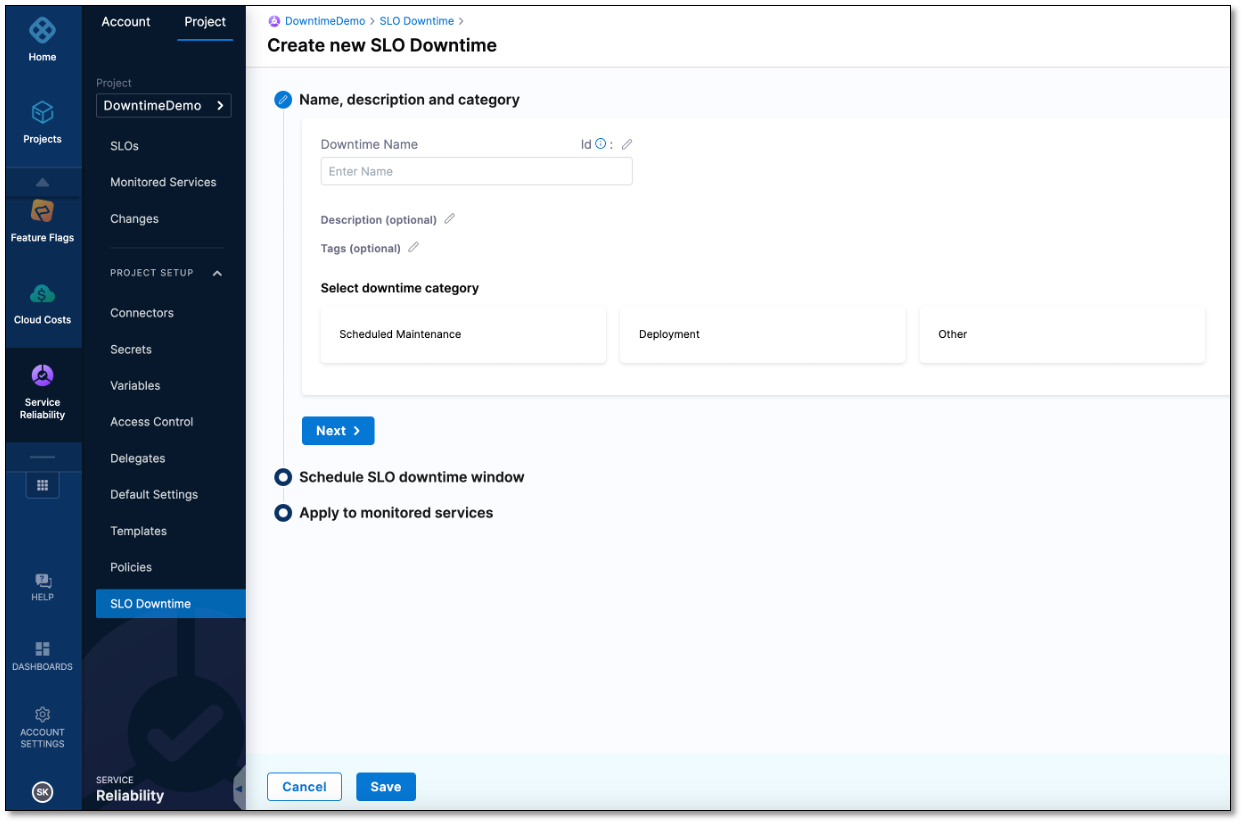 Home
Projects
Feature Flags
Cloud Costs
Service
Reliability
HELP
DASHBOARDS
ACCOUNT
SETTINGS
SK
Account Project
Project
DowntimeDemo
SLOs
Monitored Services
Changes
PROJECT SETUP
Connectors
Secrets
Variables
Access Control
Delegates
Default Settings
Templates
Policies
SLO Downtime
SERVICE
Reliability
DowntimeDemo > SLO Downtime >
Create new SLO Downtime
Name, description and category
Downtime Name Id :
Enter Name
Description (optional)
Tags (optional)
Select downtime category
Scheduled Maintenance Deployment Other
Next >
Schedule SLO downtime window
Apply to monitored services
Cancel Save